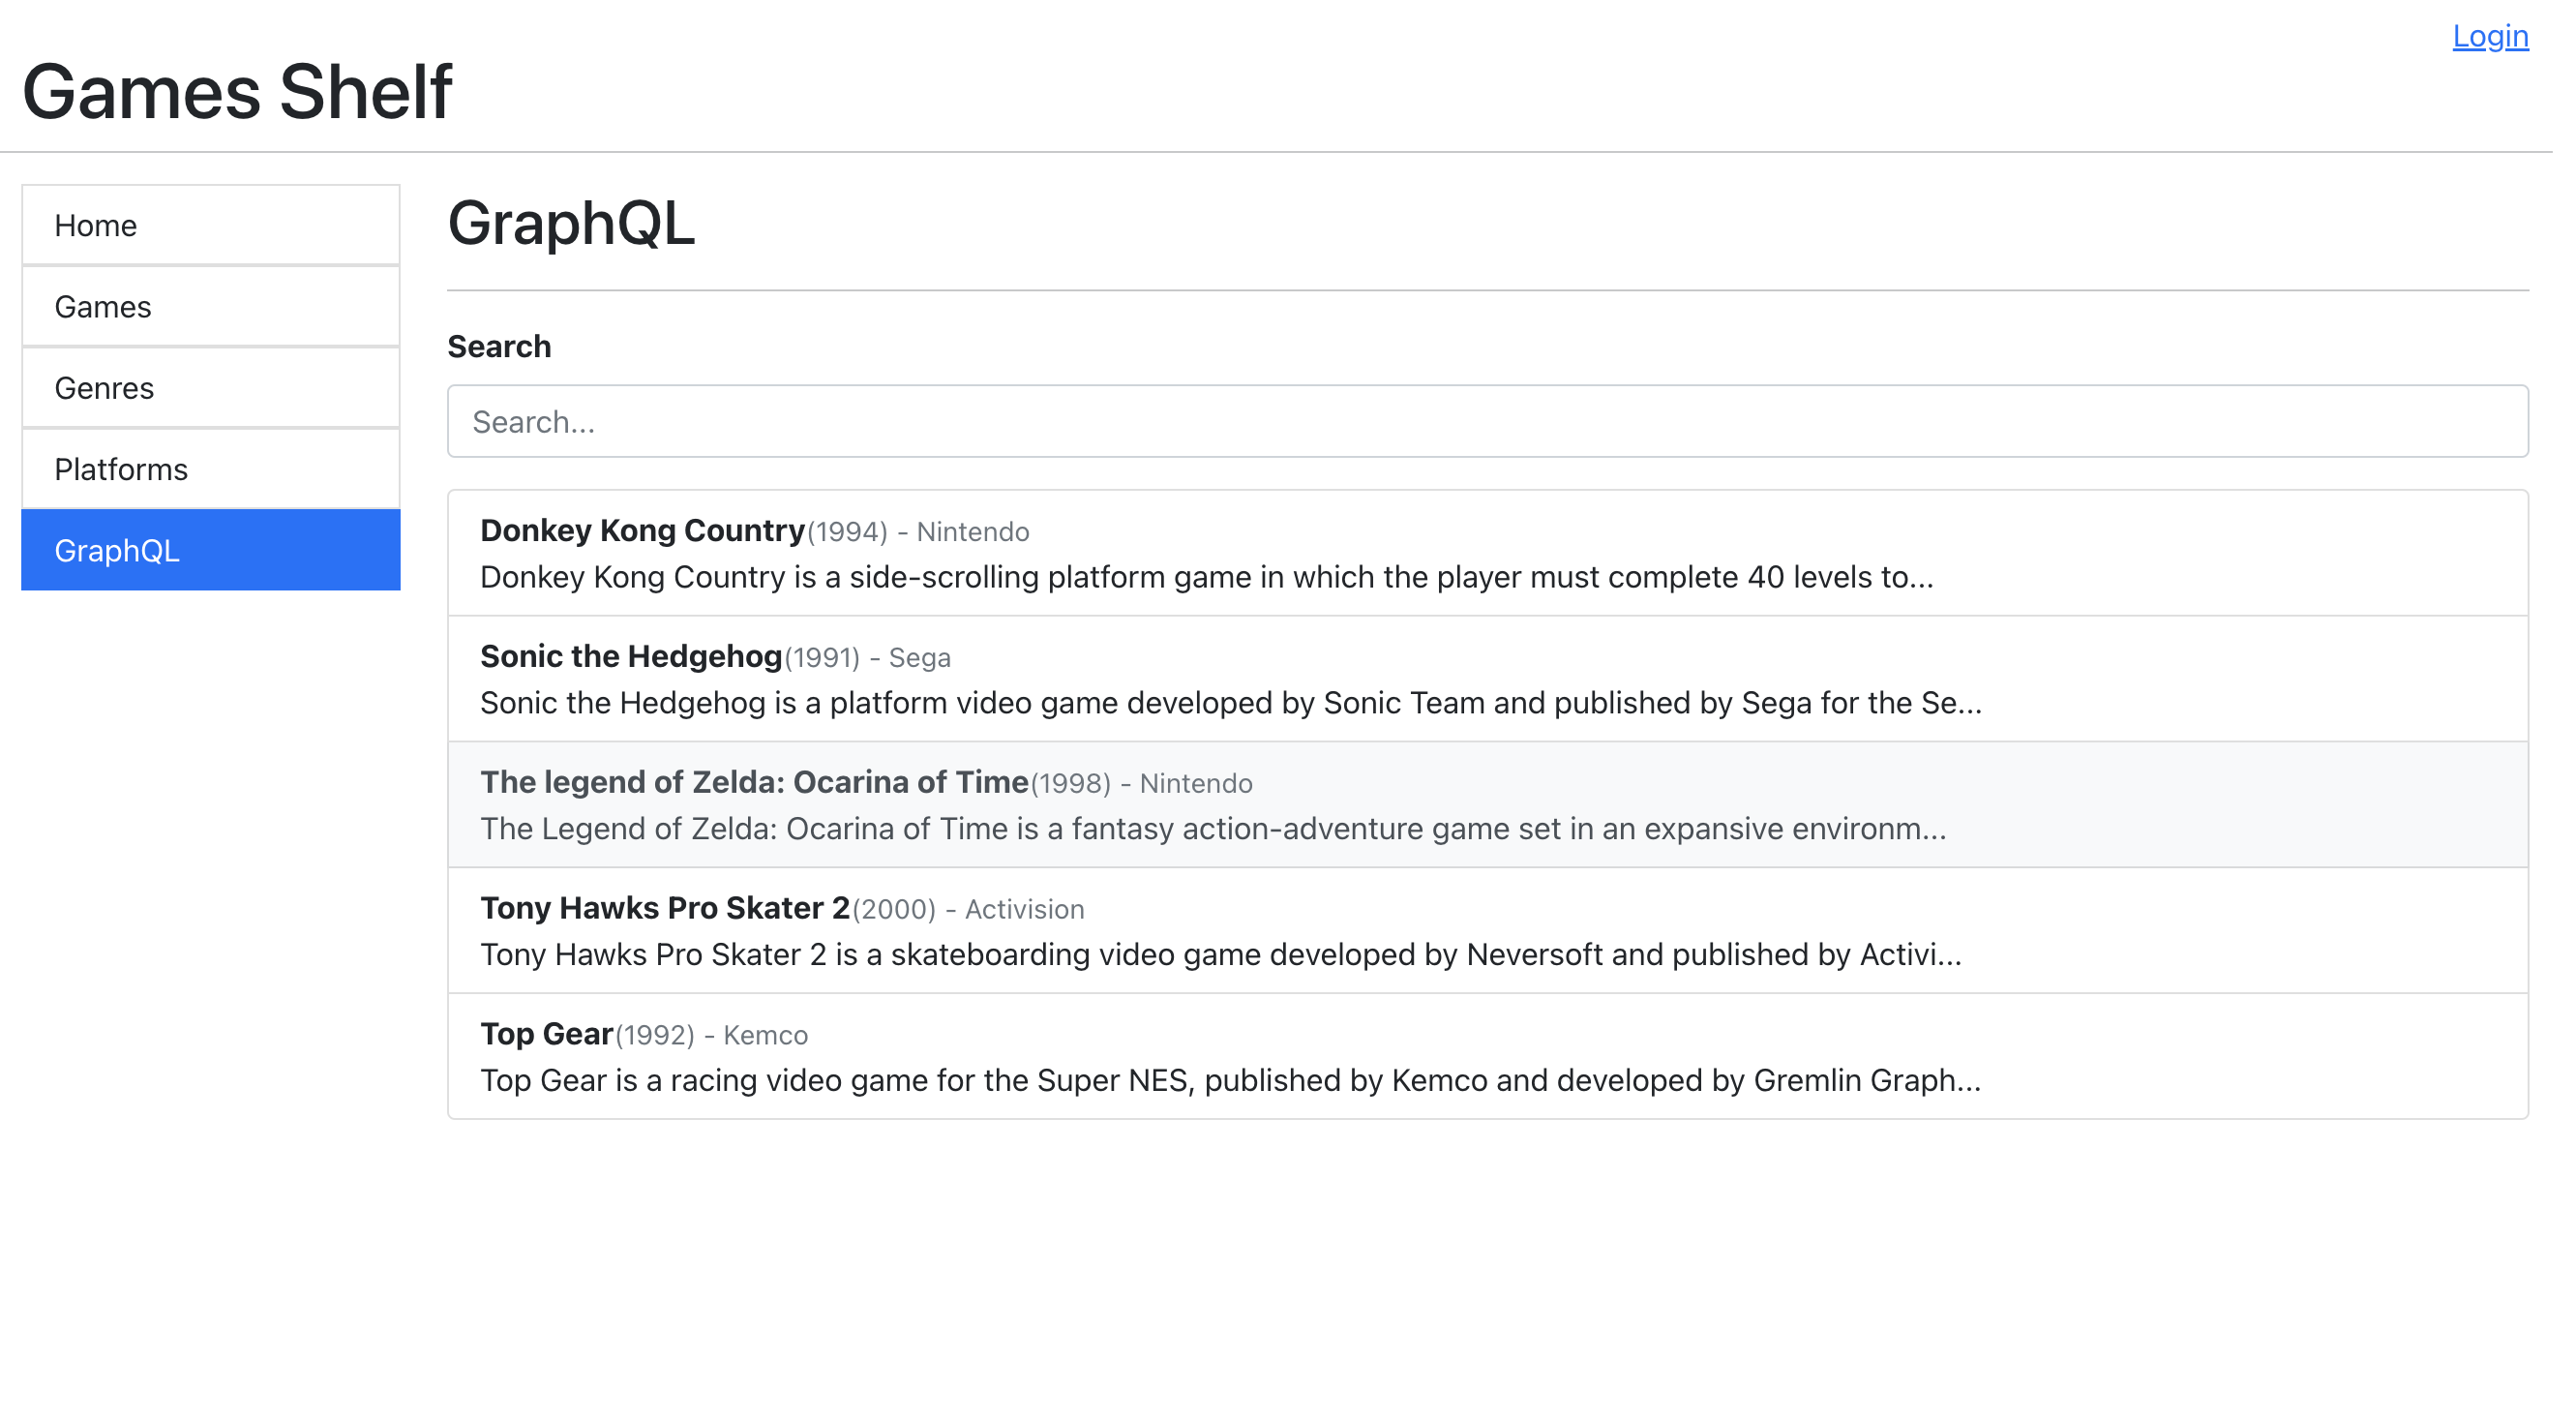 Login
Games Shelf
Home
Games
Genres
Platforms
GraphQL
GraphQL
Search
Search...
Donkey Kong Country(1994) - Nintendo
Donkey Kong Country is a side-scrolling platform game in which the player must complete 40 levels to...
Sonic the Hedgehog(1991) - Sega
Sonic the Hedgehog is a platform video game developed by Sonic Team and published by Sega for the Se...
The legend of Zelda: Ocarina of Time(1998) - Nintendo
The Legend of Zelda: Ocarina of Time is a fantasy action-adventure game set in an expansive environm...
Tony Hawks Pro Skater 2(2000) - Activision
Tony Hawks Pro Skater 2 is a skateboarding video game developed by Neversoft and published by Activi...
Top Gear(1992) - Kemco
Top Gear is a racing video game for the Super NES, published by Kemco and developed by Gremlin Graph...